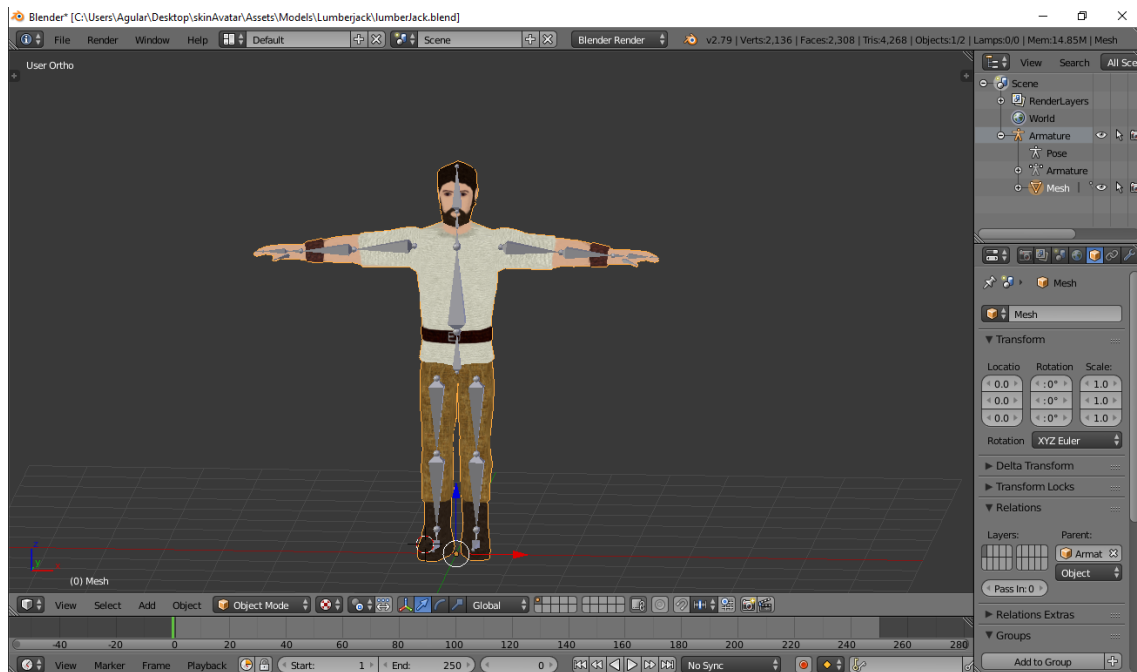 Blender* [C:\Users\Agular\Desktop\skinAvatar\Assets\Models\Lumberjack\lumberJack.blend]
File Render Window Help Default Scene Blender Render v2.79 | Verts:2,136 | Faces:2,308 | Tris:4,268 | Objects:1/2 | Lamps:0/0 | Mem:14.85M | Mesh
User Ortho
View Search All Sce
Scene
RenderLayers
World
Armature
Pose
Armature
Mesh
Mesh
Mesh
Transform
Locatio Rotation Scale:
0.0 :0° 1.0
0.0 :0° 1.0
0.0 :0° 1.0
Rotation XYZ Euler
Delta Transform
Transform Locks
Relations
Layers: Parent:
Armat
Object
Pass In: 0
Relations Extras
Groups
Add to Group
z
y
x
(0) Mesh
View Select Add Object Object Mode Global
-40 -20 0 20 40 60 80 100 120 140 160 180 200 220 240 260 280
View Marker Frame Playback Start: 1 End: 250 0 No Sync